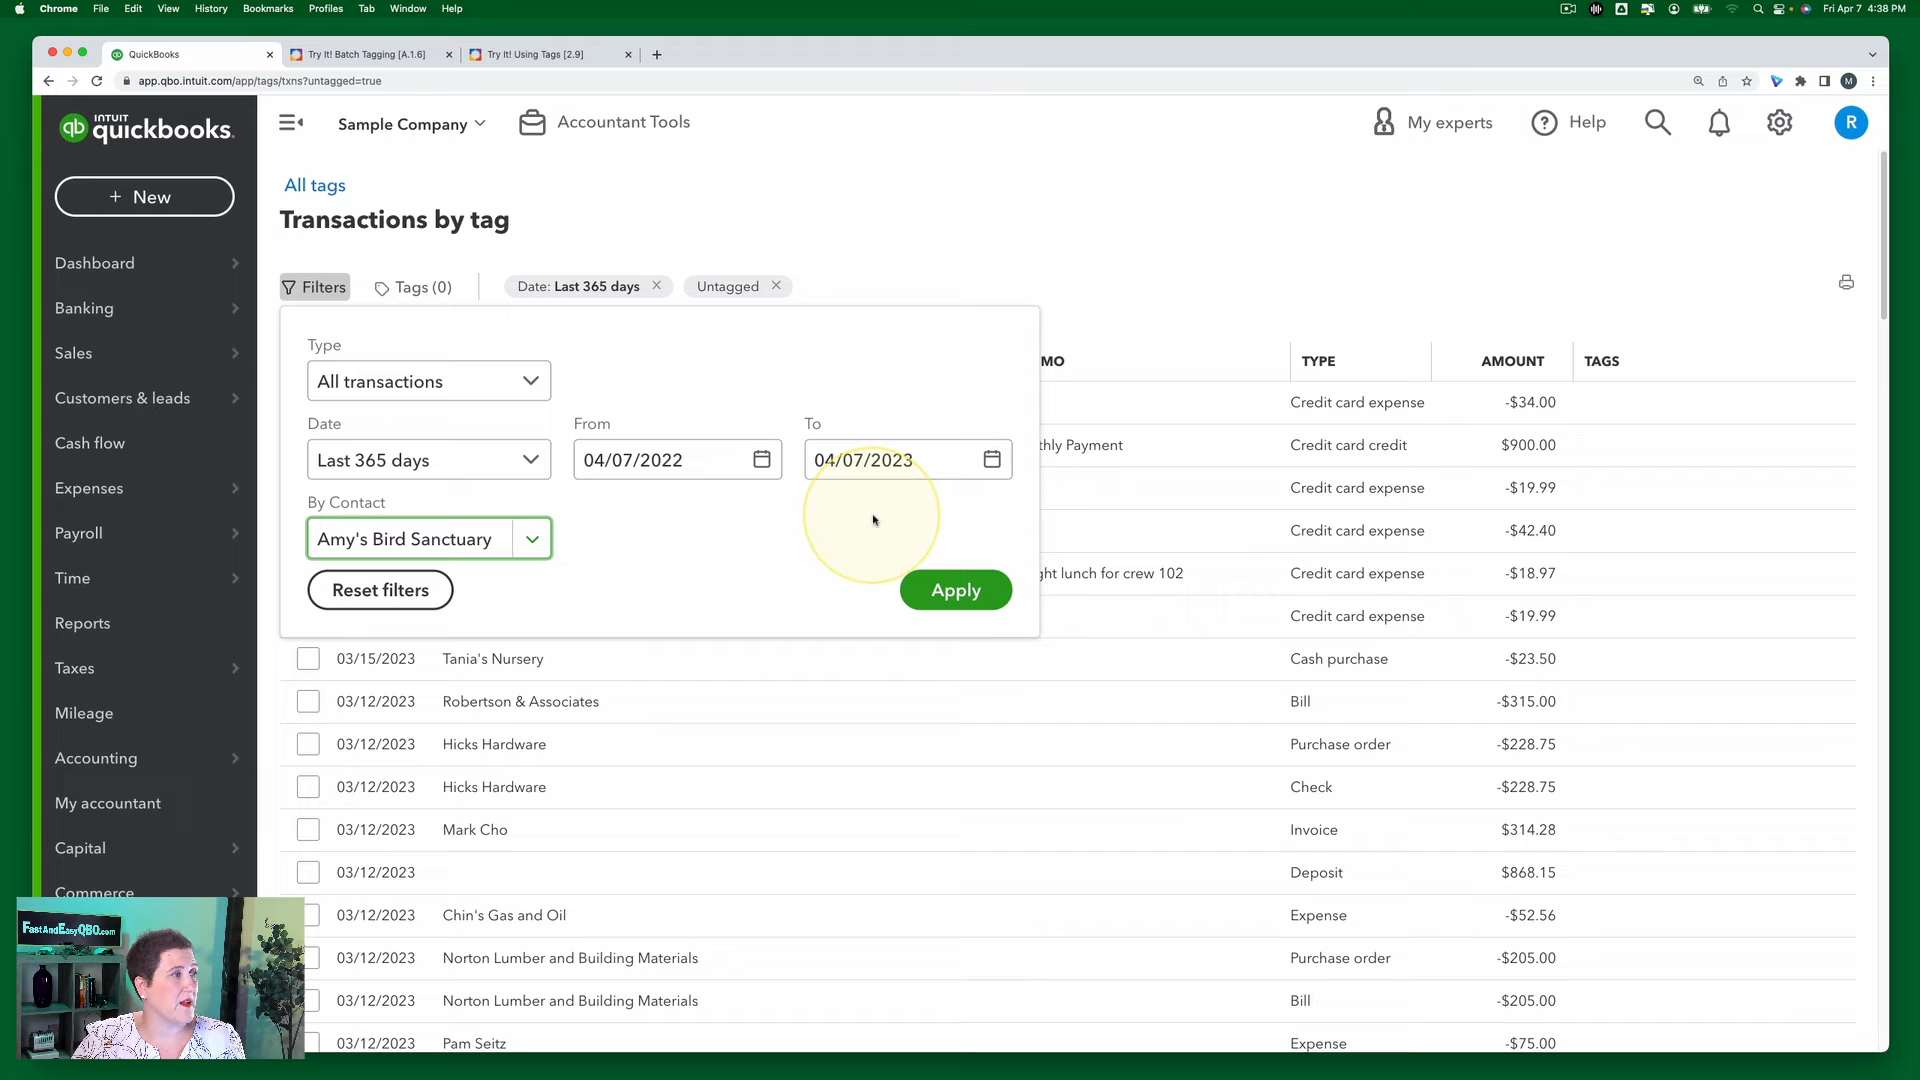 Chrome File Edit View History Bookmarks Profiles Tab Window Help Fri Apr 7 4:38 PM
QuickBooks Try It! Batch Tagging [A.1.6] Try It! Using Tags [2.9]
app.qbo.intuit.com/app/tags/txns?untagged=true M
INTUIT
quickbooks. Sample Company Accountant Tools My experts Help R
+ New
All tags
Transactions by tag
Dashboard
Banking
Sales
Customers & leads
Cash flow
Expenses
Payroll
Time
Reports
Taxes
Mileage
Accounting
My accountant
Capital
Commerce
Filters Tags (0) Date: Last 365 days Untagged
Type
All transactions
Date From To
Last 365 days 04/07/2022 04/07/2023
By Contact
Amy's Bird Sanctuary
Reset filters Apply
MO TYPE AMOUNT TAGS
Credit card expense -$34.00
thly Payment Credit card credit $900.00
Credit card expense -$19.99
Credit card expense -$42.40
ght lunch for crew 102 Credit card expense -$18.97
Credit card expense -$19.99
03/15/2023 Tania's Nursery Cash purchase -$23.50
03/12/2023 Robertson & Associates Bill -$315.00
03/12/2023 Hicks Hardware Purchase order -$228.75
03/12/2023 Hicks Hardware Check -$228.75
03/12/2023 Mark Cho Invoice $314.28
03/12/2023 Deposit $868.15
03/12/2023 Chin's Gas and Oil Expense -$52.56
03/12/2023 Norton Lumber and Building Materials Purchase order -$205.00
03/12/2023 Norton Lumber and Building Materials Bill -$205.00
03/12/2023 Pam Seitz Expense -$75.00
FastAndEasyQBO.com